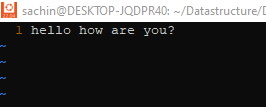 sachin@DESKTOP-JQDPR40: ~/Datastructure/D
1 hello how are you?
~
~
~
~